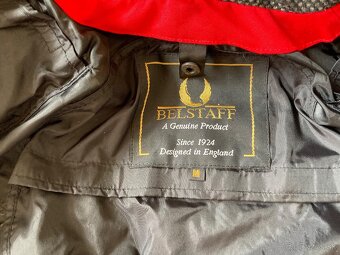 BELSTAFF
A Genuine Product
Since 1924
Designed in England
M